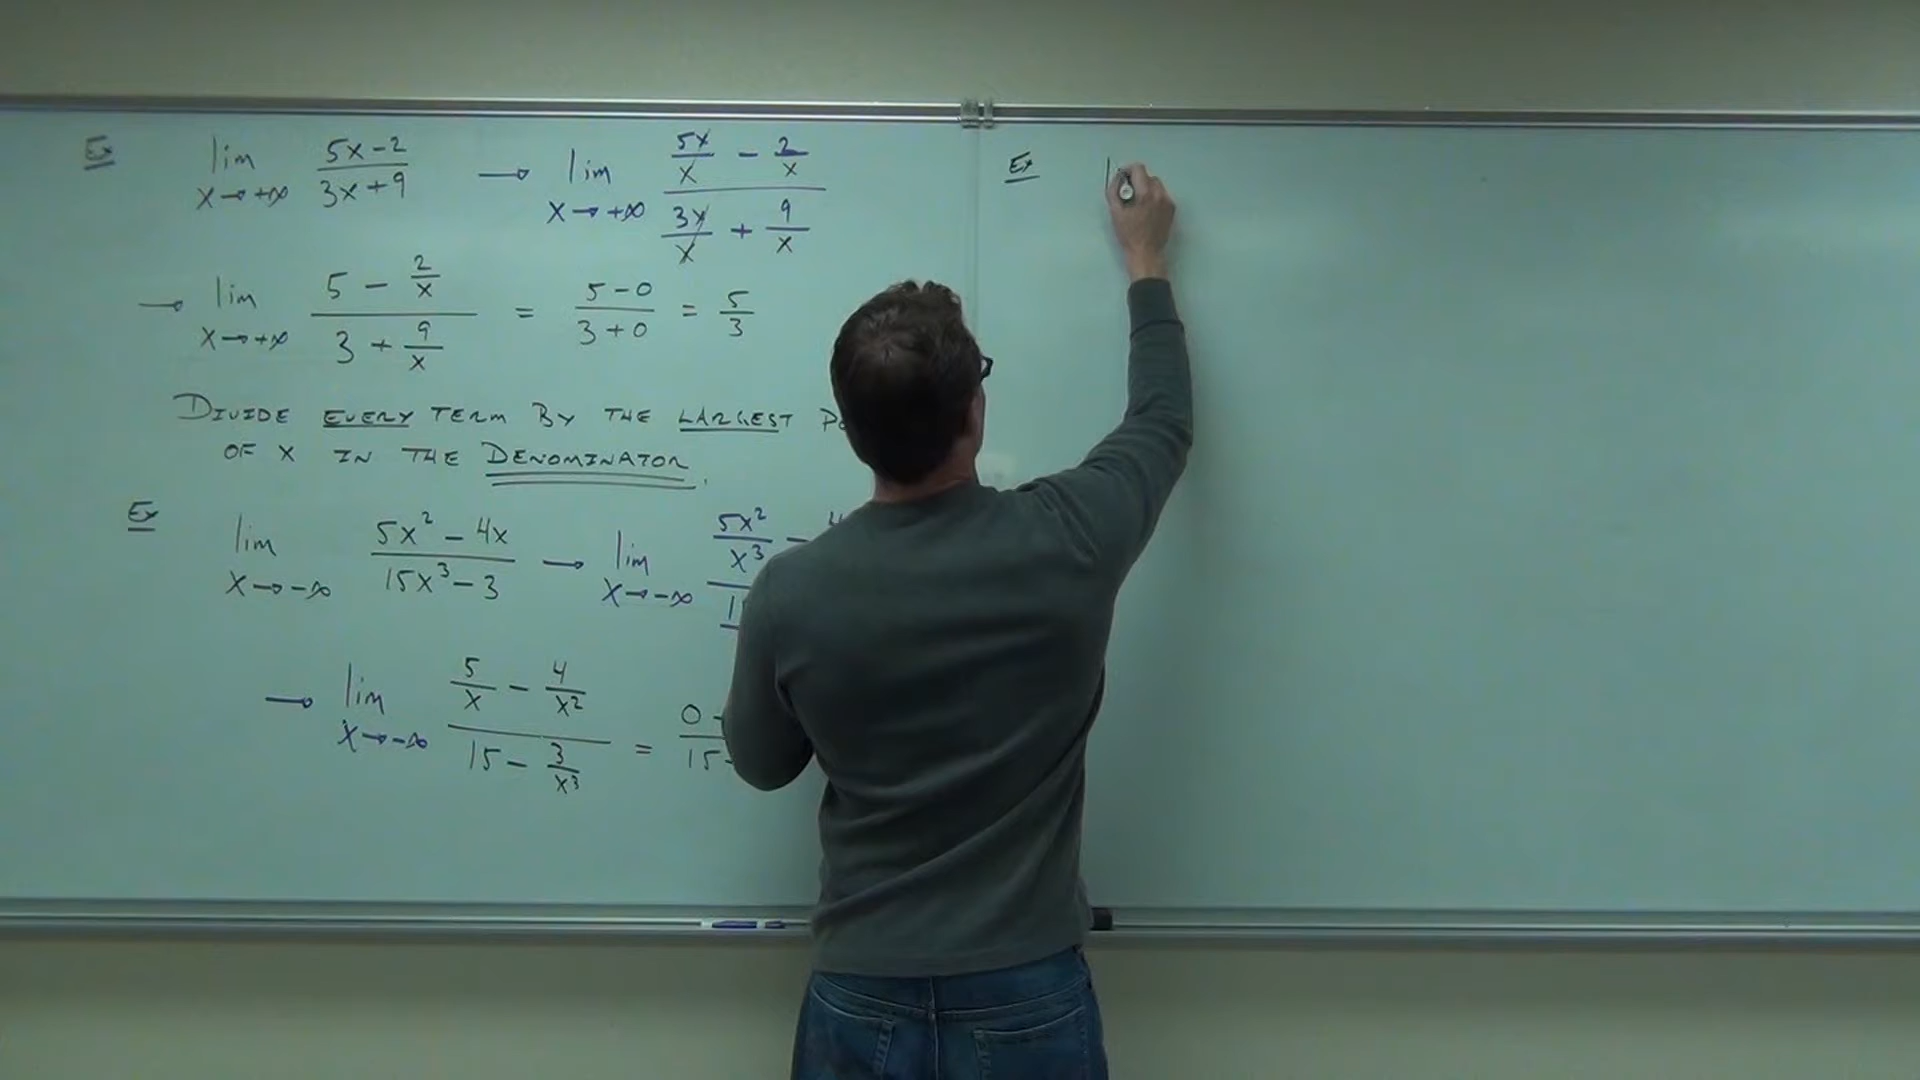 Ex lim x→+∞ (5x-2)/(3x+9) → lim x→+∞ (5x/x - 2/x)/(3x/x + 9/x)
→ lim x→+∞ (5 - 2/x)/(3 + 9/x) = (5-0)/(3+0) = 5/3
DIVIDE EVERY TERM BY THE LARGEST
OF X IN THE DENOMINATOR.
Ex lim x→-∞ (5x² - 4x)/(15x³ - 3) → lim x→-∞ 5x²/x³ -
→ lim x→-∞ (5/x - 4/x²)/(15 - 3/x³) = 0 15
Ex